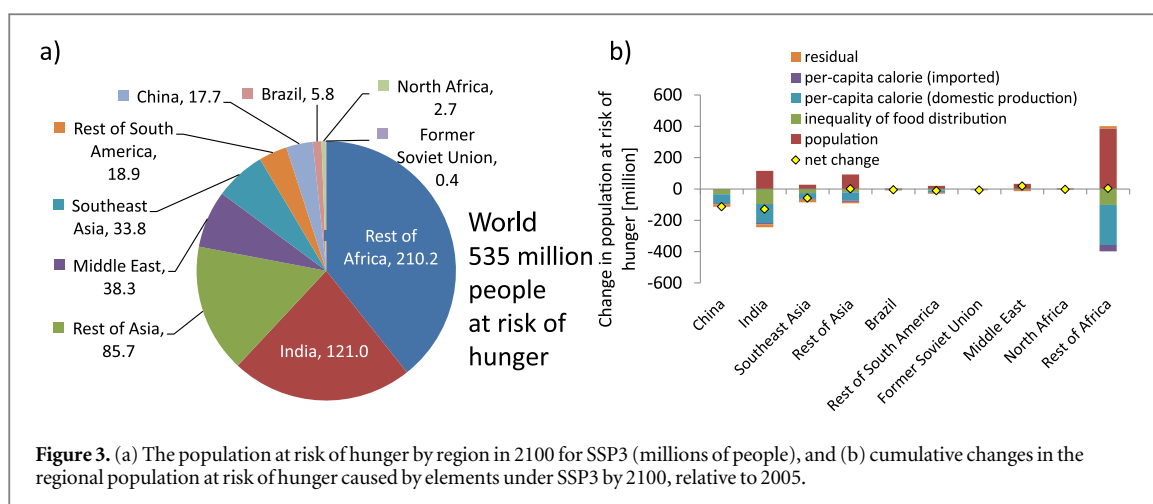 a)
China, 17.7
Brazil, 5.8
North Africa,
2.7
Rest of South
America,
18.9
Former
Soviet Union,
0.4
Southeast
Asia, 33.8
Middle East,
38.3
Rest of Asia,
85.7
Rest of
Africa, 210.2
India, 121.0
World
535 million
people
at risk of
hunger
b)
residual
per-capita calorie (imported)
per-capita calorie (domestic production)
inequality of food distribution
population
net change
Change in population at risk of
hunger [million]
600
400
200
0
-200
-400
-600
China
India
Southeast Asia
Rest of Asia
Brazil
Rest of South America
Former Soviet Union
Middle East
North Africa
Rest of Africa
Figure 3. (a) The population at risk of hunger by region in 2100 for SSP3 (millions of people), and (b) cumulative changes in the
regional population at risk of hunger caused by elements under SSP3 by 2100, relative to 2005.